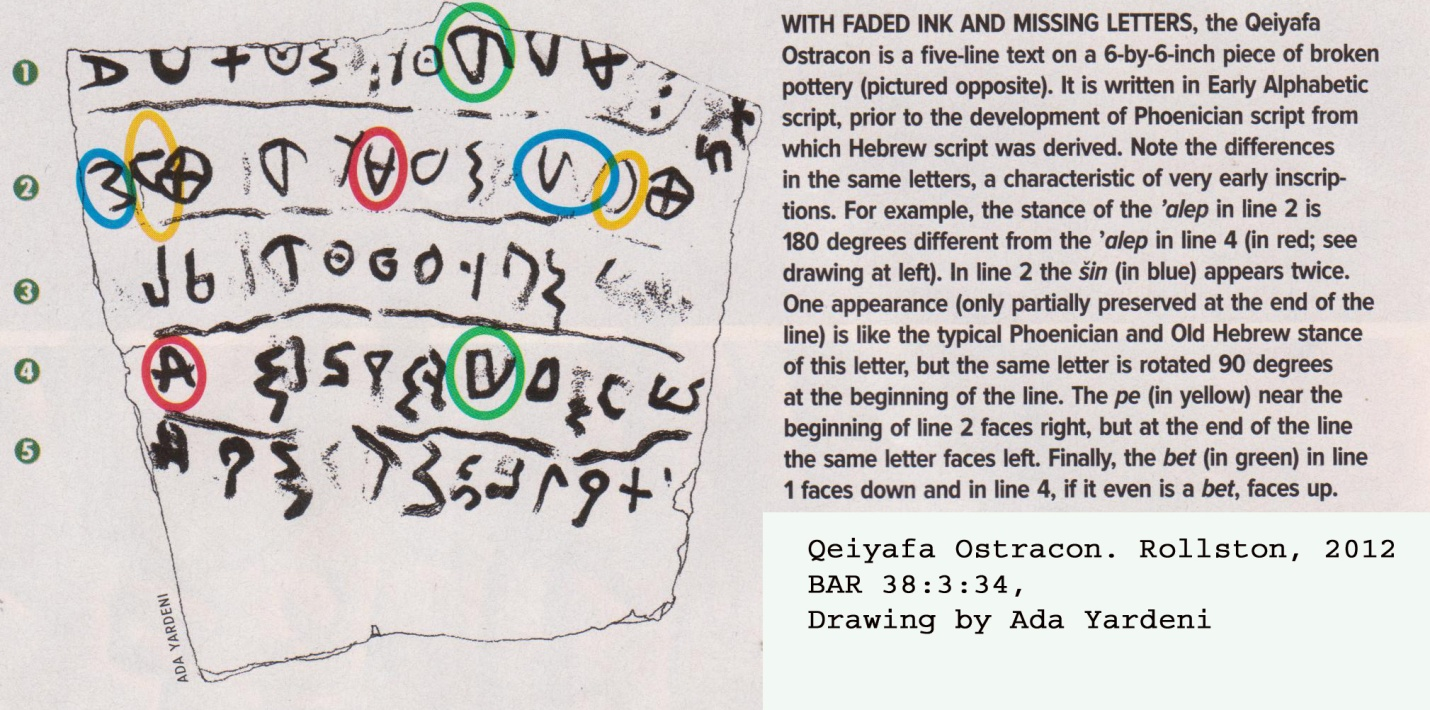 1
2
3
4
5
ADA YARDENI
WITH FADED INK AND MISSING LETTERS, the Qeiyafa
Ostracon is a five-line text on a 6-by-6-inch piece of broken
pottery (pictured opposite). It is written in Early Alphabetic
script, prior to the development of Phoenician script from
which Hebrew script was derived. Note the differences
in the same letters, a characteristic of very early inscrip-
tions. For example, the stance of the ’alep in line 2 is
180 degrees different from the ’alep in line 4 (in red; see
drawing at left). In line 2 the šin (in blue) appears twice.
One appearance (only partially preserved at the end of the
line) is like the typical Phoenician and Old Hebrew stance
of this letter, but the same letter is rotated 90 degrees
at the beginning of the line. The pe (in yellow) near the
beginning of line 2 faces right, but at the end of the line
the same letter faces left. Finally, the bet (in green) in line
1 faces down and in line 4, if it even is a bet, faces up.
Qeiyafa Ostracon. Rollston, 2012
BAR 38:3:34,
Drawing by Ada Yardeni